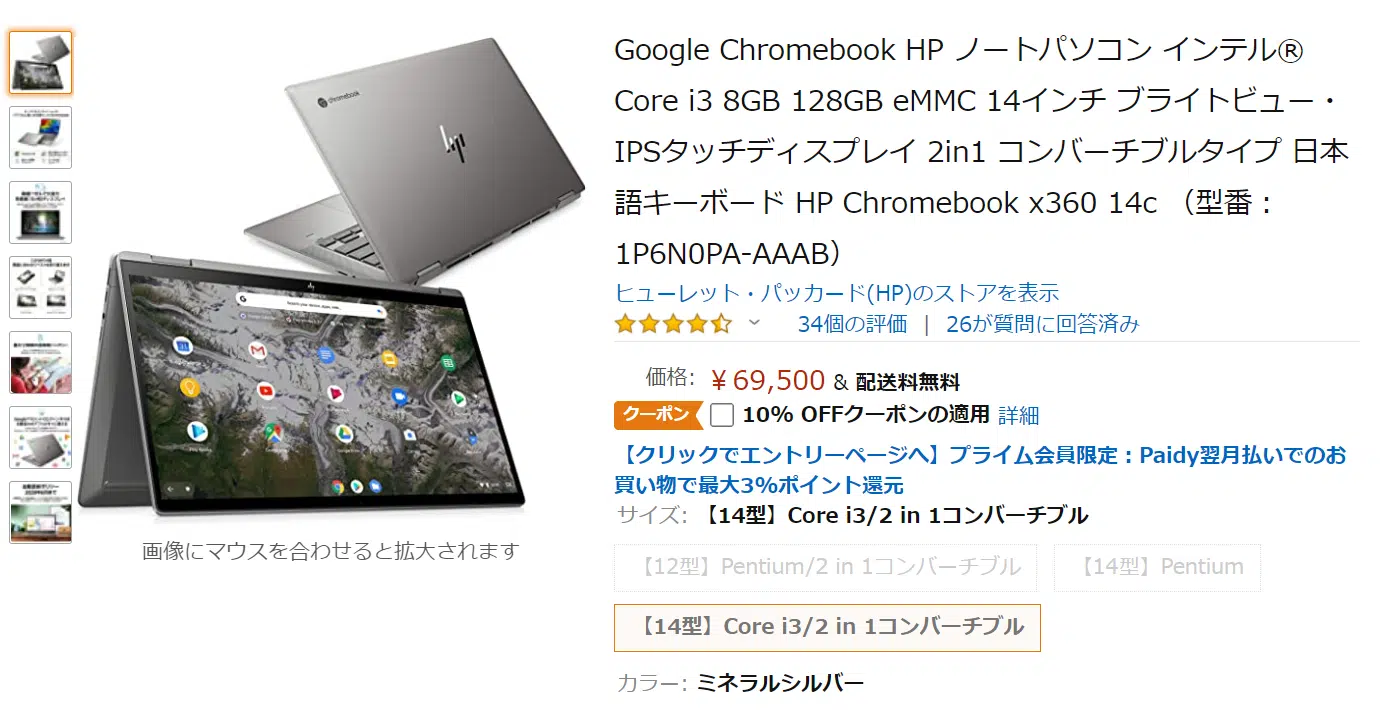 Google Chromebook HP ノートパソコン インテル®
Core i3 8GB 128GB eMMC 14インチ ブライトビュー・
IPSタッチディスプレイ 2in1 コンバーチブルタイプ 日本
語キーボード HP Chromebook x360 14c （型番：
1P6N0PA-AAAB）
ヒューレット・パッカード(HP)のストアを表示
34個の評価 | 26が質問に回答済み
価格: ￥69,500 & 配送料無料
クーポン 10% OFFクーポンの適用 詳細
【クリックでエントリーページへ】プライム会員限定：Paidy翌月払いでのお
買い物で最大3%ポイント還元
サイズ: 【14型】Core i3/2 in 1コンバーチブル
【12型】Pentium/2 in 1コンバーチブル 【14型】Pentium
【14型】Core i3/2 in 1コンバーチブル
カラー: ミネラルシルバー
chromebook
hp
画像にマウスを合わせると拡大されます